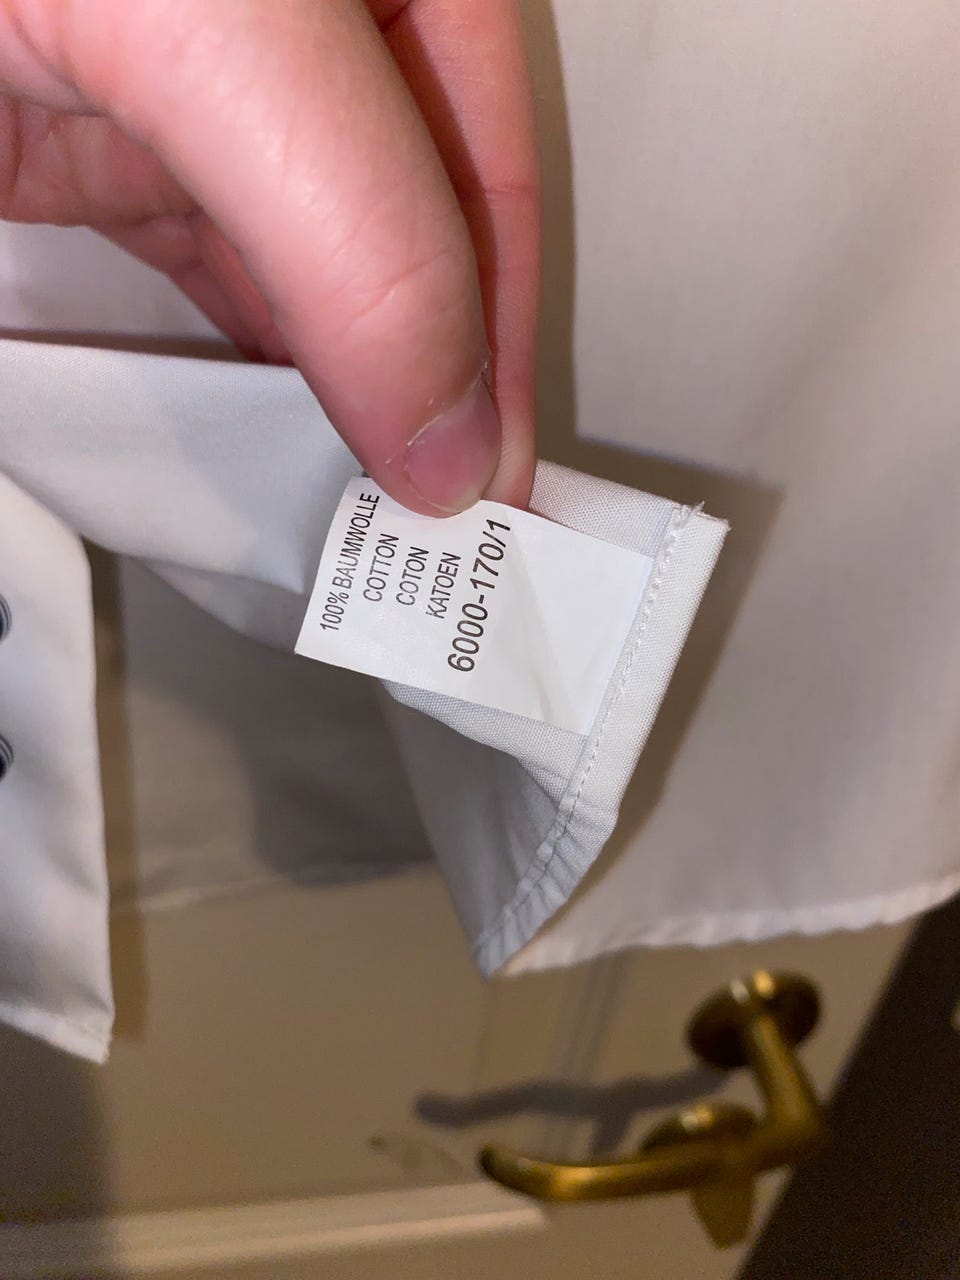 100% BAUMWOLLE
COTTON
COTON
KATOEN
6000-170/1